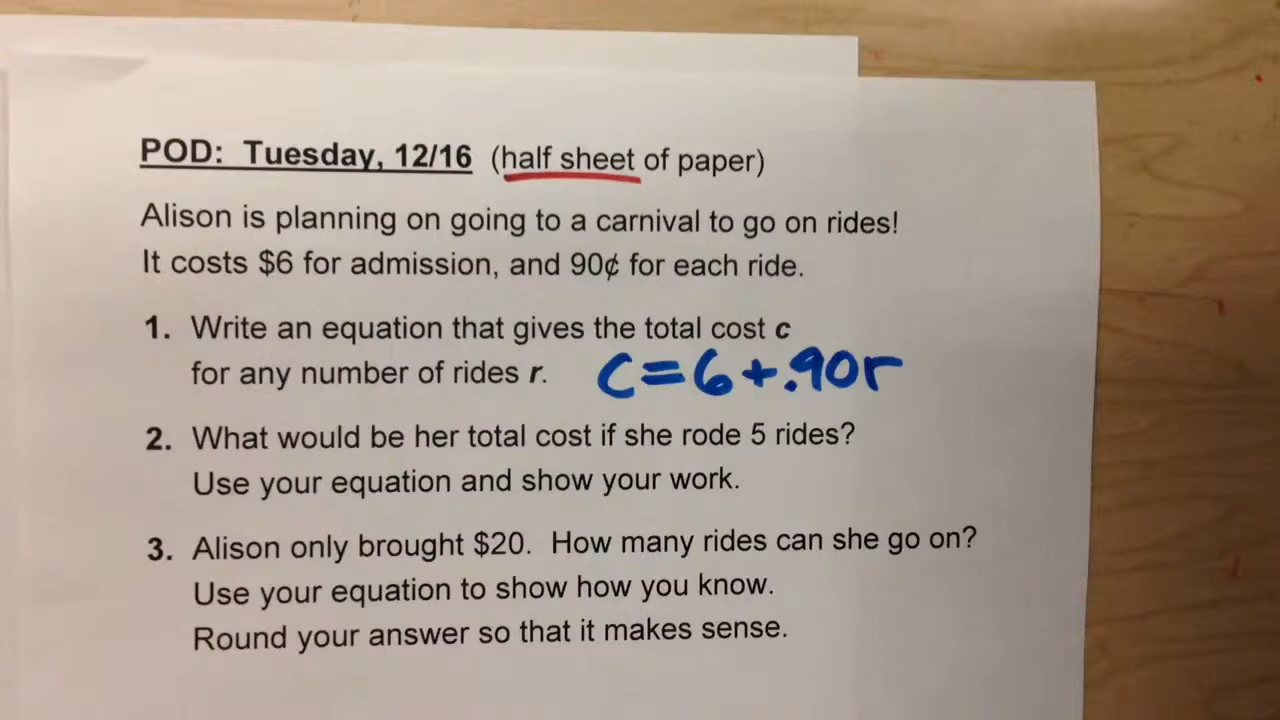 POD: Tuesday, 12/16 (half sheet of paper)
Alison is planning on going to a carnival to go on rides!
It costs $6 for admission, and 90¢ for each ride.
1. Write an equation that gives the total cost c
for any number of rides r. C=6+.90r
2. What would be her total cost if she rode 5 rides?
Use your equation and show your work.
3. Alison only brought $20. How many rides can she go on?
Use your equation to show how you know.
Round your answer so that it makes sense.